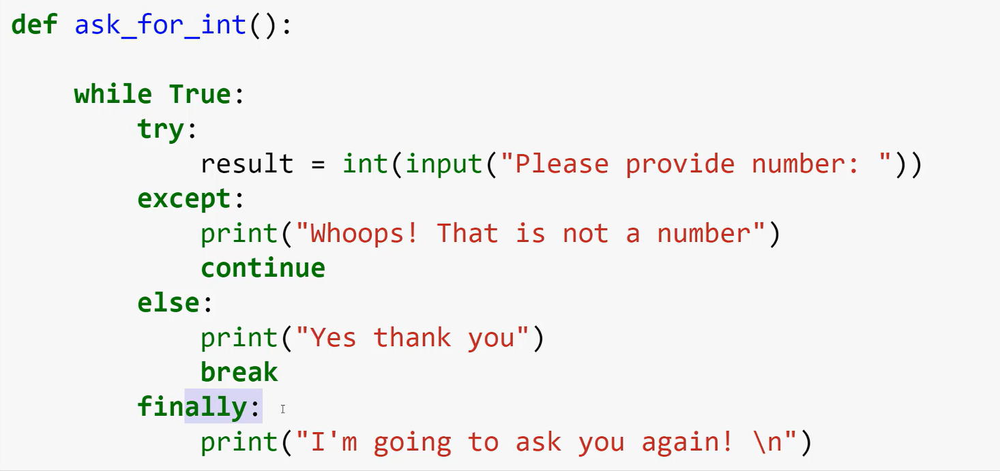 def ask_for_int():
    while True:
        try:
            result = int(input("Please provide number: "))
        except:
            print("Whoops! That is not a number")
            continue
        else:
            print("Yes thank you")
            break
        finally:
            print("I'm going to ask you again! \n")